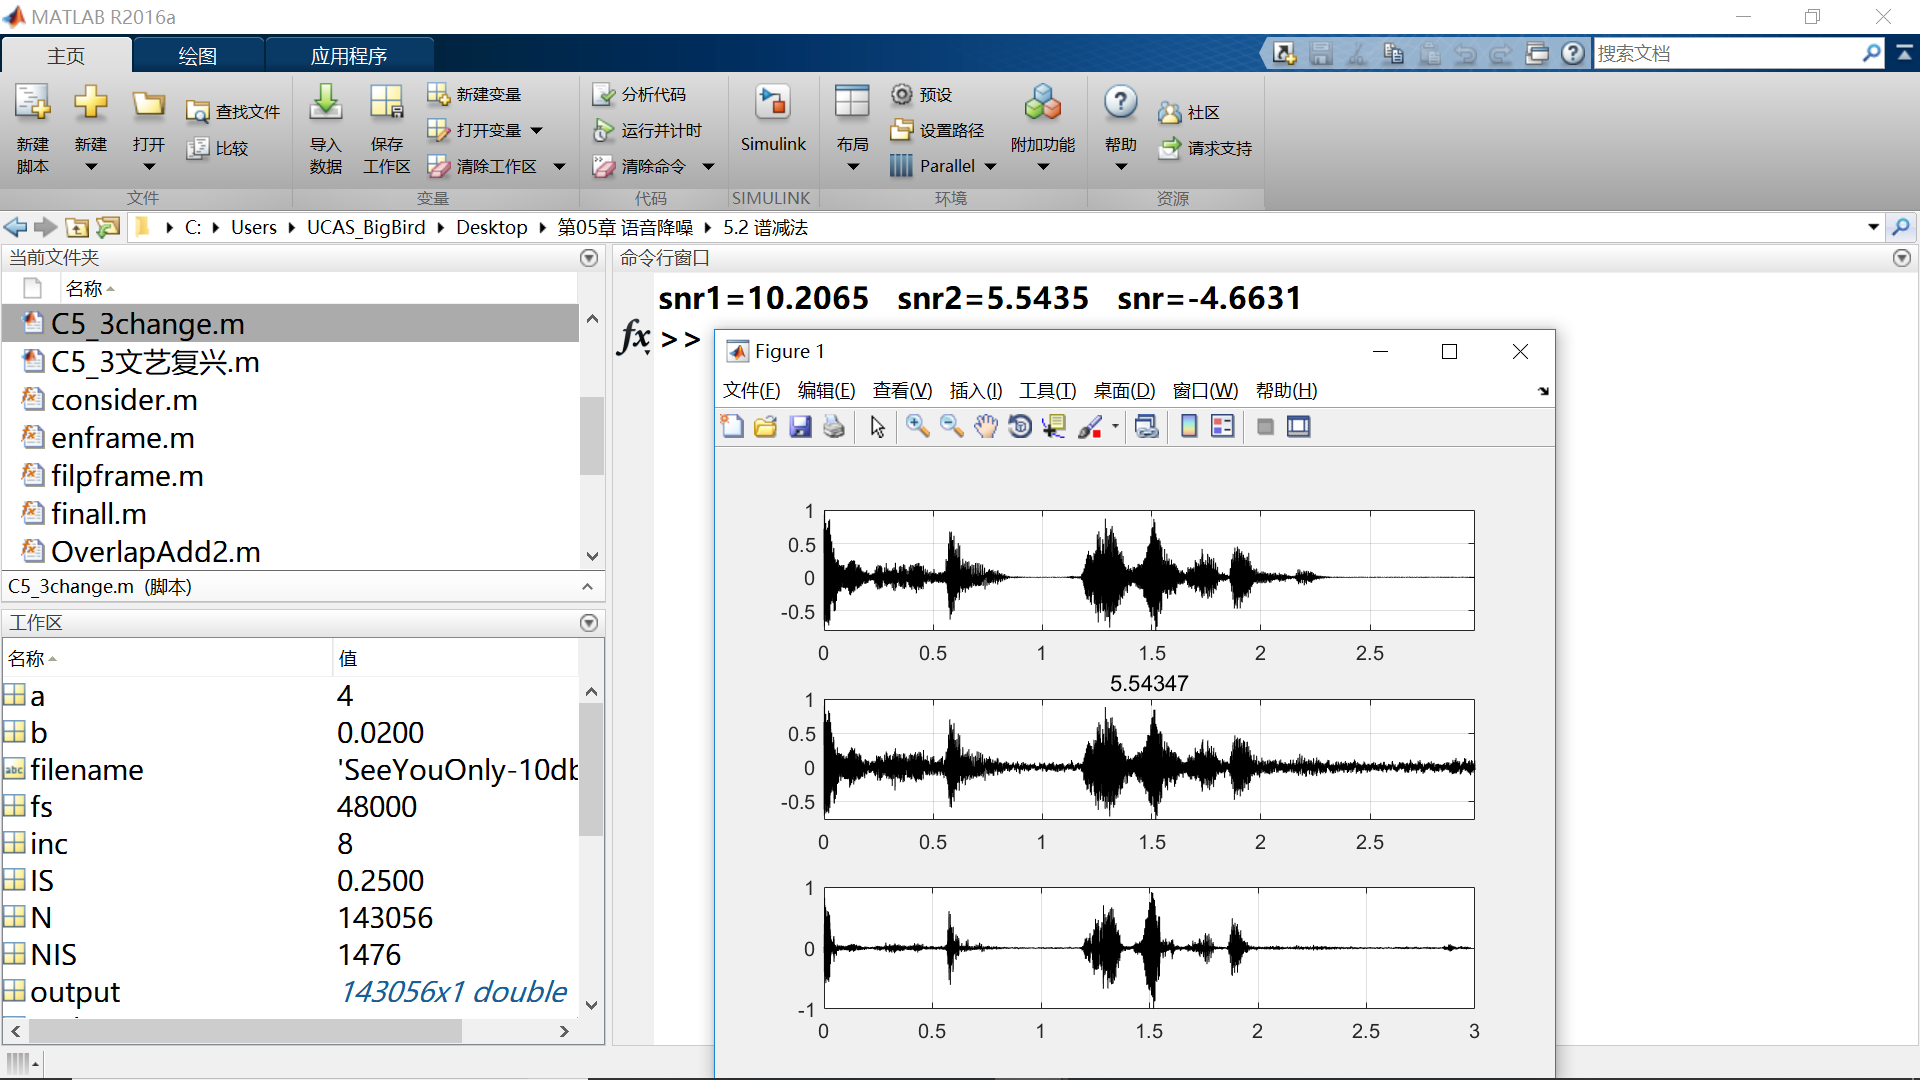 MATLAB R2016a
主页 绘图 应用程序 搜索文档
新建脚本 新建 打开 查找文件 比较 文件
导入数据 保存工作区 新建变量 打开变量 清除工作区 变量
分析代码 运行并计时 清除命令 代码
Simulink SIMULINK
布局 预设 设置路径 Parallel 附加功能 环境
帮助 社区 请求支持 资源
C: Users UCAS_BigBird Desktop 第05章 语音降噪 5.2 谱减法
当前文件夹
名称
C5_3change.m
C5_3文艺复兴.m
consider.m
enframe.m
filpframe.m
finall.m
OverlapAdd2.m
C5_3change.m (脚本)
工作区
名称 值
a 4
b 0.0200
abc filename 'SeeYouOnly-10db
fs 48000
inc 8
IS 0.2500
N 143056
NIS 1476
output 143056x1 double
命令行窗口
snr1=10.2065 snr2=5.5435 snr=-4.6631
fx >>
Figure 1
文件(F) 编辑(E) 查看(V) 插入(I) 工具(T) 桌面(D) 窗口(W) 帮助(H)
1
0.5
0
-0.5
0 0.5 1 1.5 2 2.5
5.54347
1
0.5
0
-0.5
0 0.5 1 1.5 2 2.5
1
0
-1
0 0.5 1 1.5 2 2.5 3